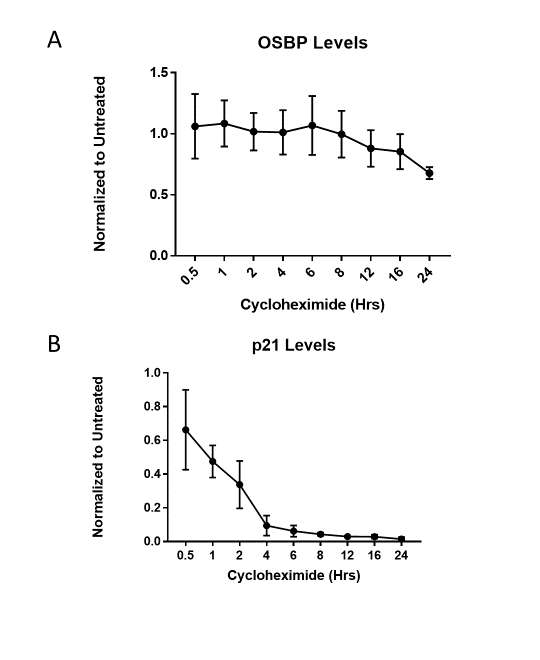 A
OSBP Levels
Normalized to Untreated
1.5
1.0
0.5
0.0
0.5 1 2 4 6 8 12 16 24
Cycloheximide (Hrs)
B
p21 Levels
Normalized to Untreated
1.0
0.8
0.6
0.4
0.2
0.0
0.5 1 2 4 6 8 12 16 24
Cycloheximide (Hrs)